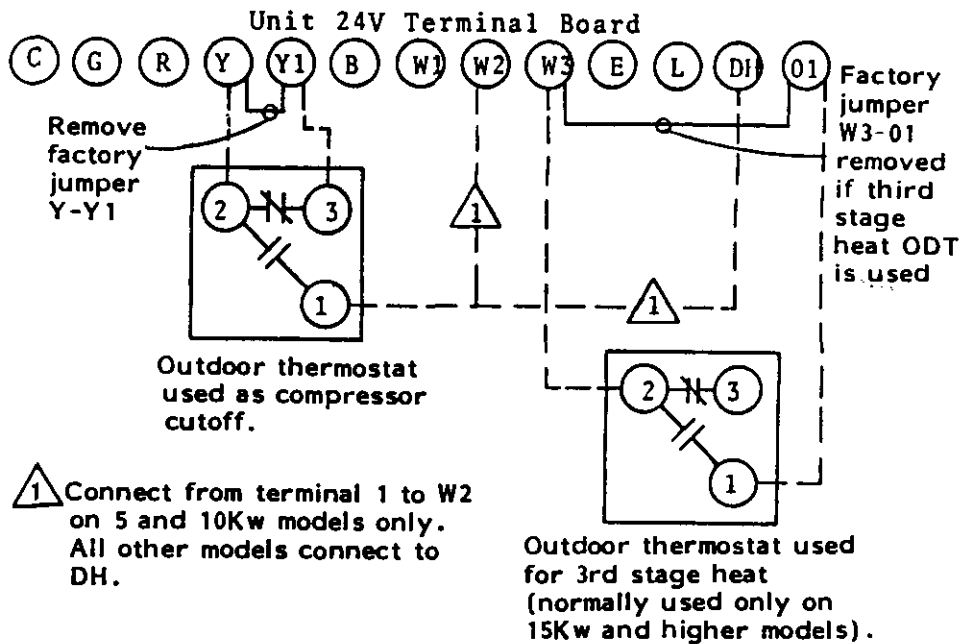 Unit 24V Terminal Board
C G R Y Y1 B W1 W2 W3 E L DH 01
Remove
factory
jumper
Y-Y1
Factory
jumper
W3-01
removed
if third
stage
heat ODT
is used
2 3
1
1
1
Outdoor thermostat
used as compressor
cutoff.
2 3
1
1 Connect from terminal 1 to W2
on 5 and 10Kw models only.
All other models connect to
DH.
Outdoor thermostat used
for 3rd stage heat
(normally used only on
15Kw and higher models).